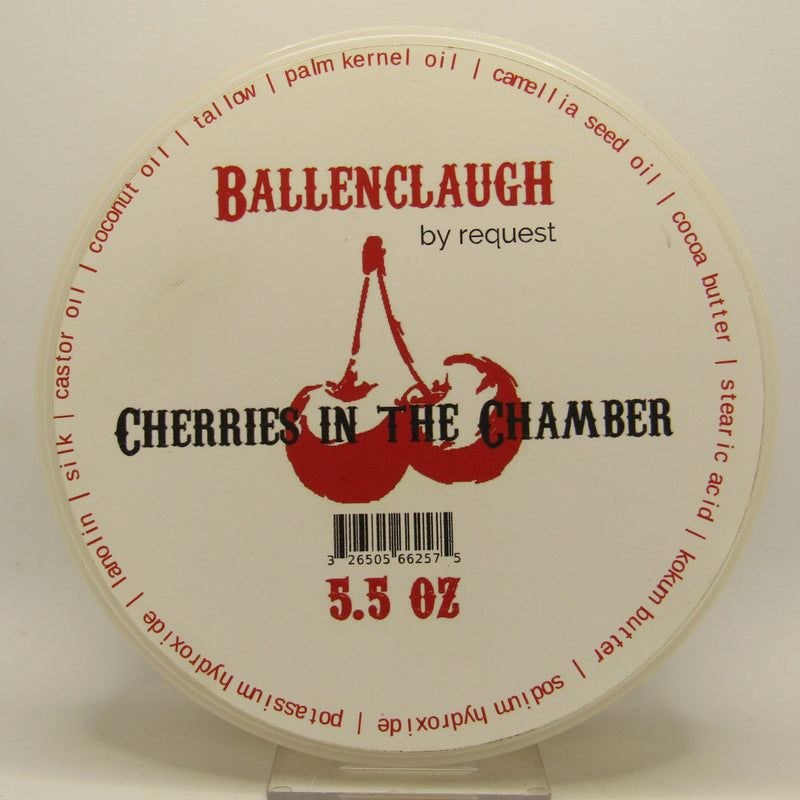 Ballenclaugh
by request
Cherries in the Chamber
3 26505 66257 5
5.5 oz
coconut oil | tallow | palm kernel oil | camellia seed oil | cocoa butter | stearic acid | kokum butter | sodium hydroxide | potassium hydroxide | lanolin | silk | castor oil |